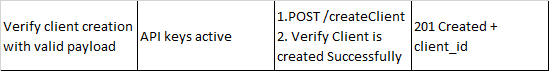 Verify client creation
with valid payload
API keys active
1.POST /createClient
2. Verify Client is
created Successfully
201 Created +
client_id